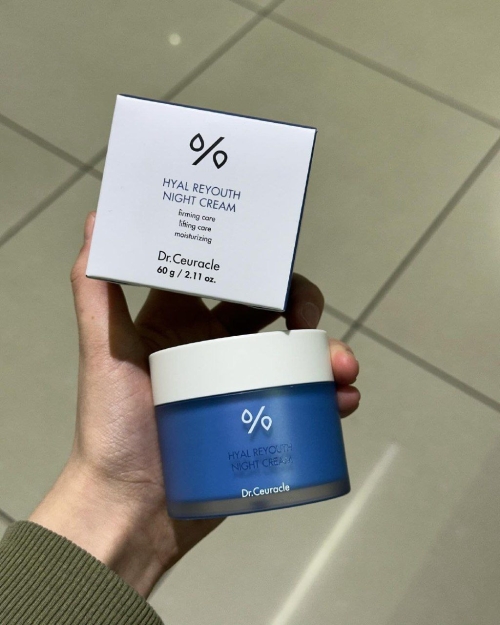 HYAL REYOUTH
NIGHT CREAM
firming care
lifting care
moisturizing
Dr.Ceuracle
60 g / 2.11 oz.
HYAL REYOUTH
NIGHT CREAM
Dr.Ceuracle